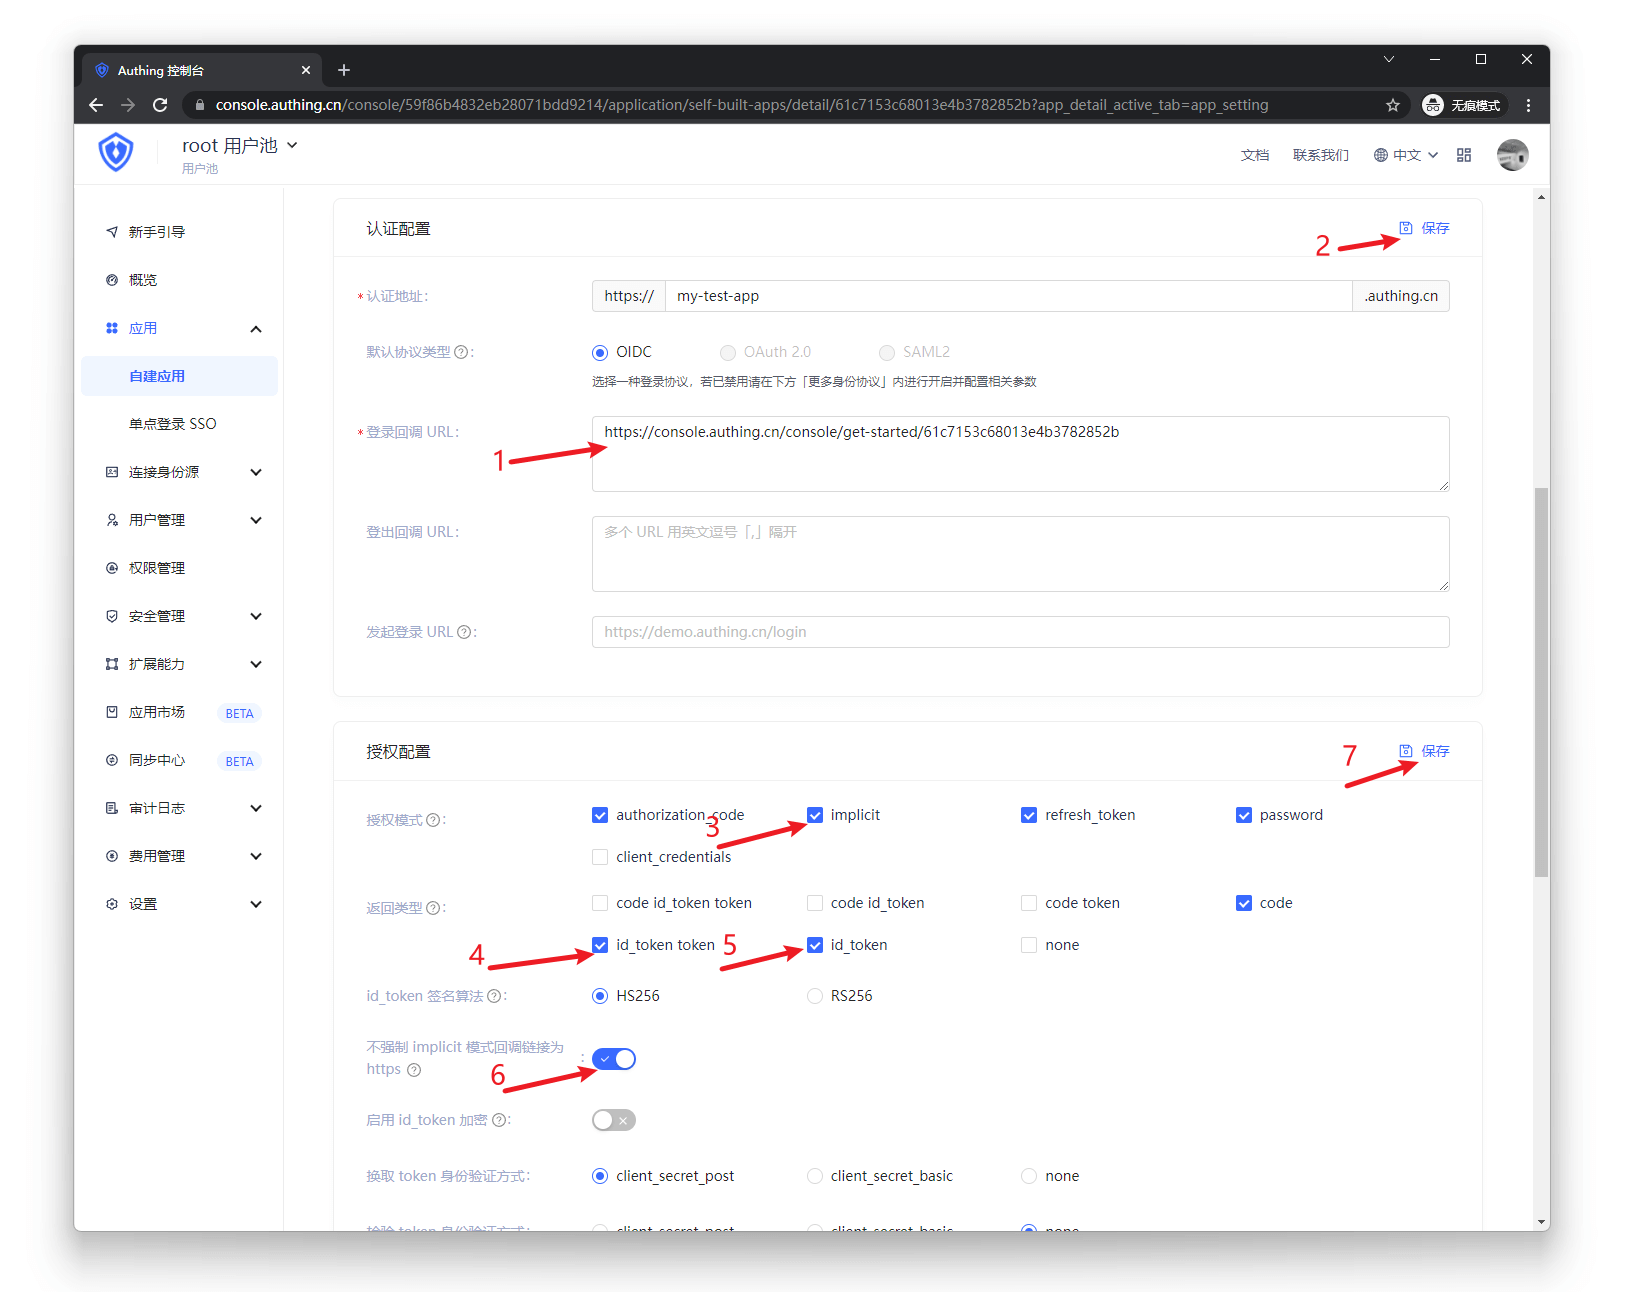 Authing 控制台
console.authing.cn/console/59f86b4832eb28071bdd9214/application/self-built-apps/detail/61c7153c68013e4b3782852b?app_detail_active_tab=app_setting
无痕模式
root 用户池
用户池
文档
联系我们
中文
新手引导
概览
应用
自建应用
单点登录 SSO
连接身份源
用户管理
权限管理
安全管理
扩展能力
应用市场 BETA
同步中心 BETA
审计日志
费用管理
设置
认证配置
2
保存
*认证地址:
https:// my-test-app .authing.cn
默认协议类型 ?:
OIDC OAuth 2.0 SAML2
选择一种登录协议，若已禁用请在下方「更多身份协议」内进行开启并配置相关参数
*登录回调 URL:
https://console.authing.cn/console/get-started/61c7153c68013e4b3782852b
1
登出回调 URL:
多个 URL 用英文逗号「,」隔开
发起登录 URL ?:
https://demo.authing.cn/login
授权配置
7
保存
授权模式 ?:
authorization_code implicit refresh_token password
3
client_credentials
返回类型 ?:
code id_token token code id_token code token code
4 id_token token 5 id_token none
id_token 签名算法 ?:
HS256 RS256
不强制 implicit 模式回调链接为
https ? :
6
启用 id_token 加密 ?:
换取 token 身份验证方式:
client_secret_post client_secret_basic none
检验 token 身份验证方式:
client_secret_post client_secret_basic none